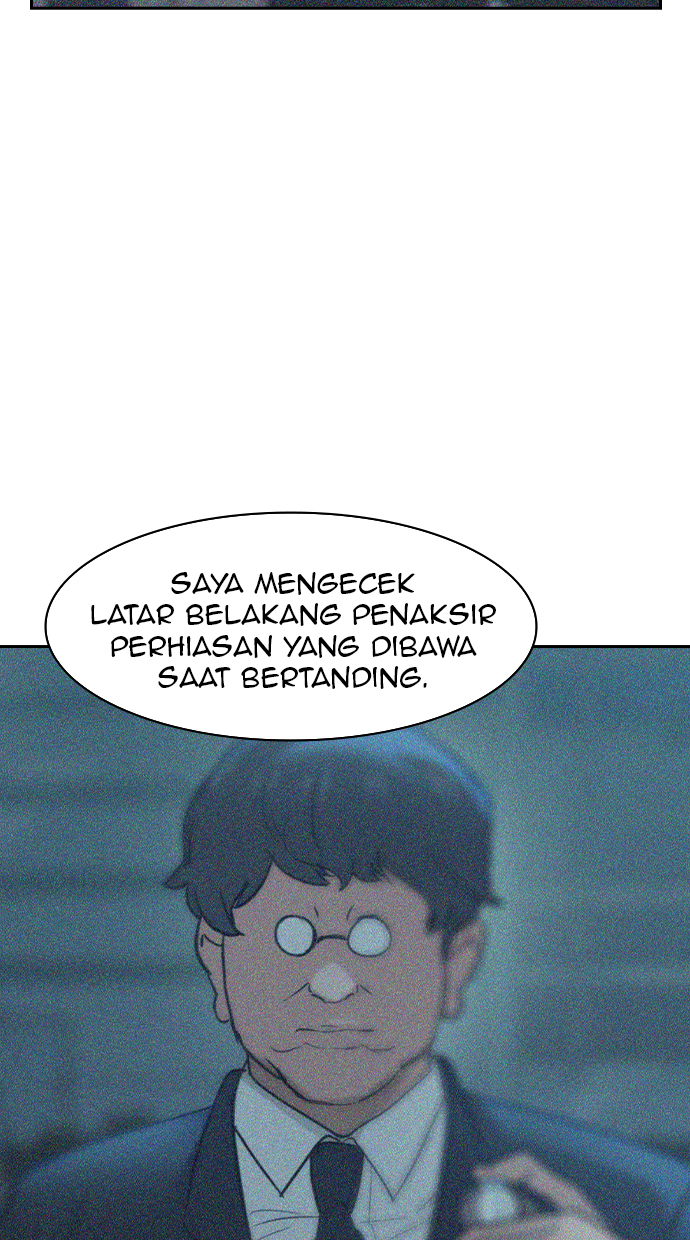 SAYA MENGECEK
LATAR BELAKANG PENAKSIR
PERHIASAN YANG DIBAWA
SAAT BERTANDING.